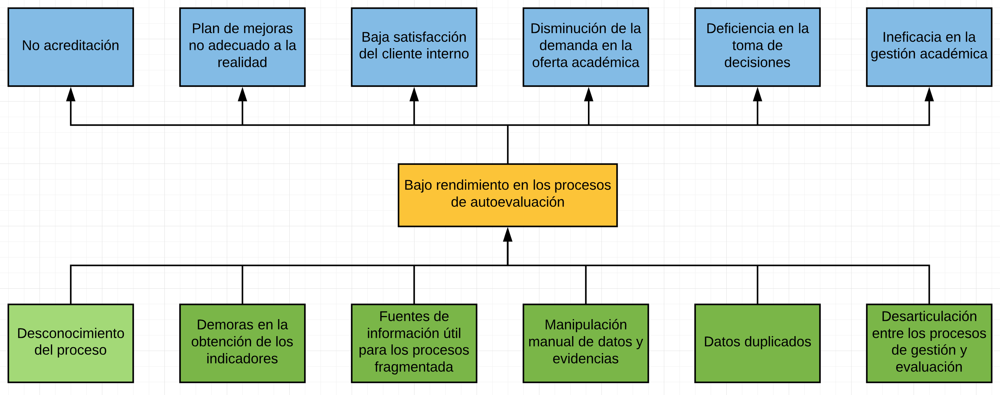 No acreditación
Plan de mejoras
no adecuado a la
realidad
Baja satisfacción
del cliente interno
Disminución de la
demanda en la
oferta académica
Deficiencia en la
toma de
decisiones
Ineficacia en la
gestión académica
Bajo rendimiento en los procesos
de autoevaluación
Desconocimiento
del proceso
Demoras en la
obtención de los
indicadores
Fuentes de
información útil
para los procesos
fragmentada
Manipulación
manual de datos y
evidencias
Datos duplicados
Desarticulación
entre los procesos
de gestión y
evaluación